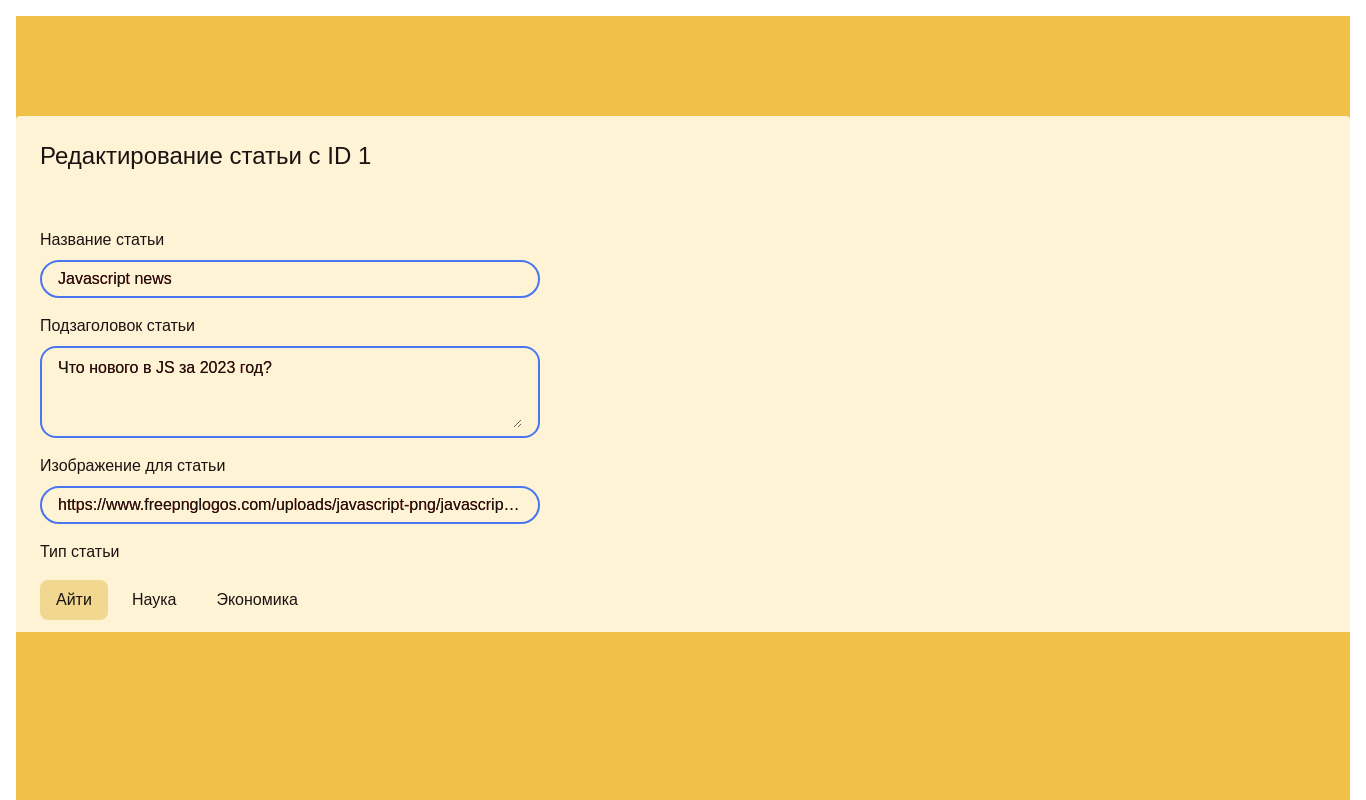 Редактирование статьи с ID 1
Название статьи
Javascript news
Подзаголовок статьи
Что нового в JS за 2023 год?
Изображение для статьи
https://www.freepnglogos.com/uploads/javascript-png/javascrip…
Тип статьи
Айти Наука Экономика